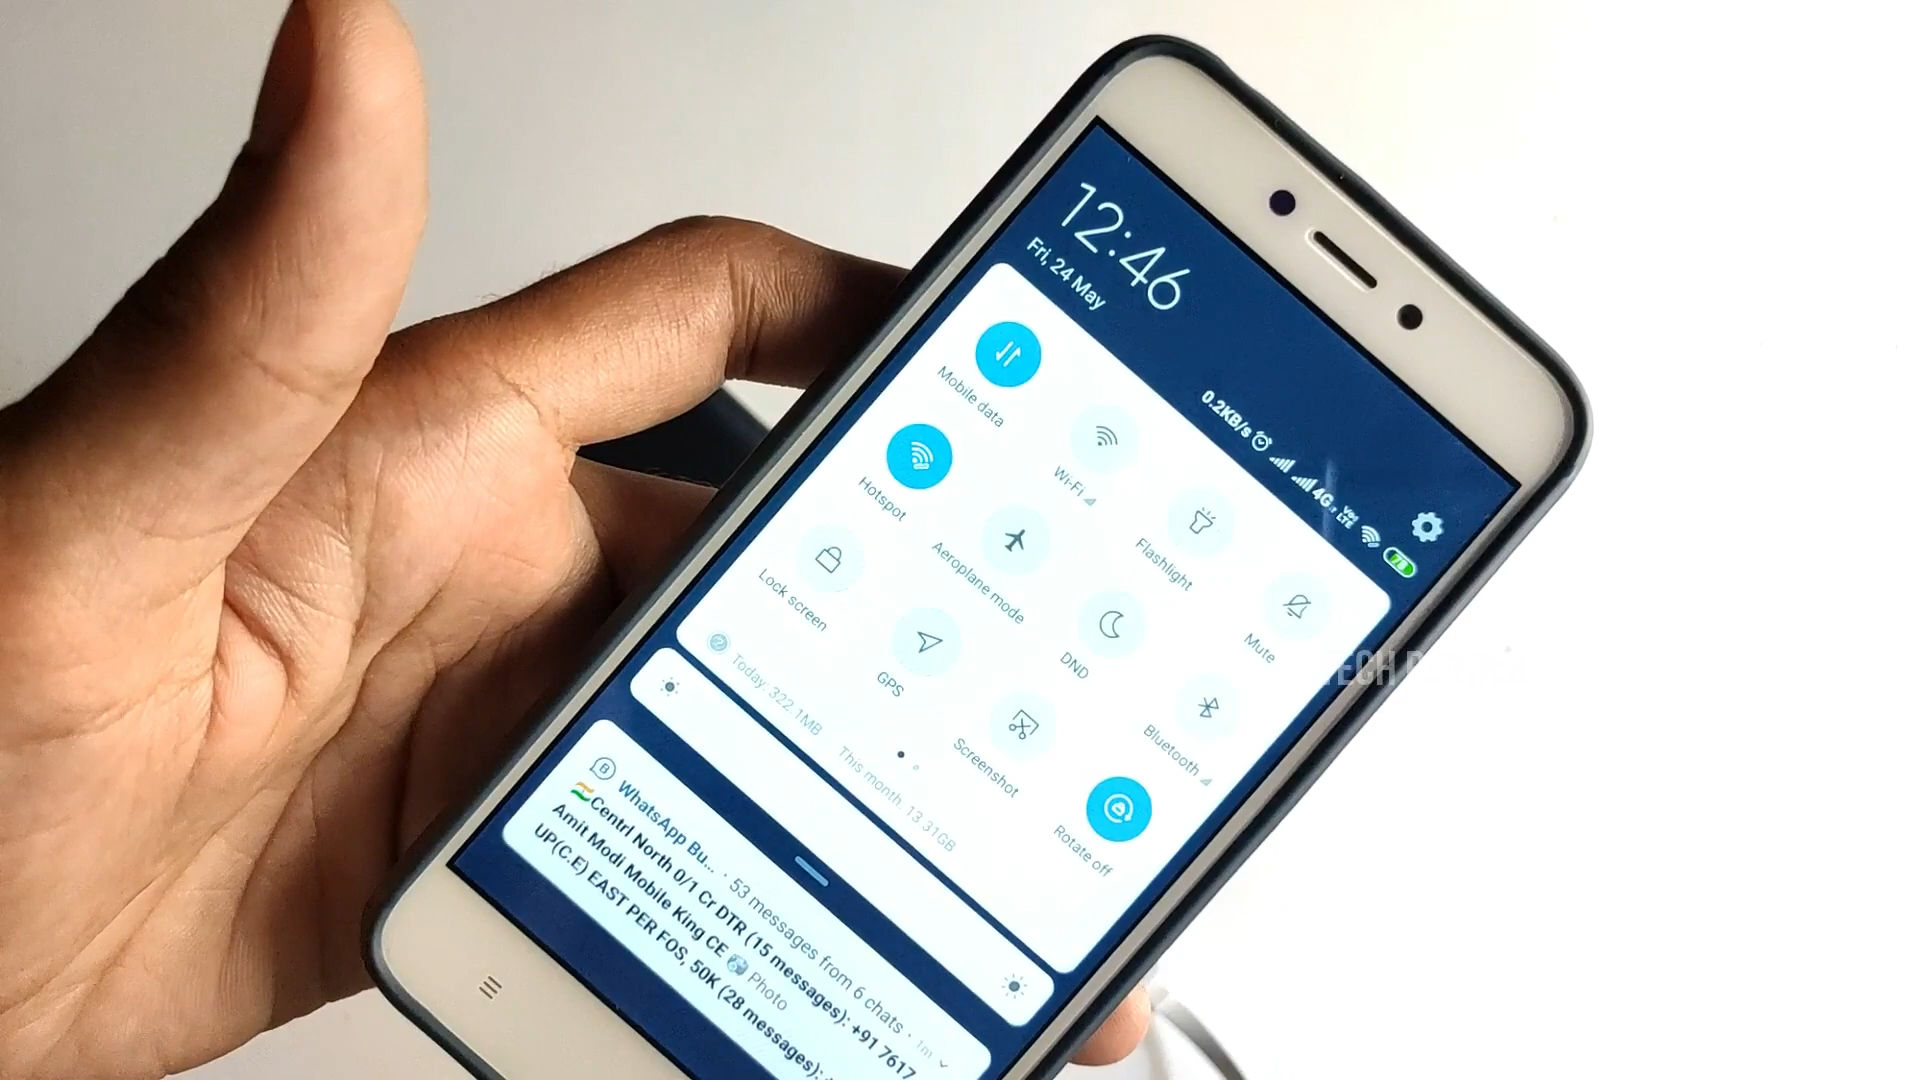 12:46
Fri, 24 May
0.2KB/s
4G
VoLTE
78
Mobile data
Wi-Fi
Flashlight
Mute
Hotspot
Aeroplane mode
DND
Bluetooth
Lock screen
GPS
Screenshot
Rotate off
Today: 322.1MB
This month: 13.31GB
WhatsApp Bu... · 53 messages from 6 chats · 1m
Centrl North 0/1 Cr DTR (15 messages): +91 7617
Amit Modi Mobile King CE Photo
UP(C.E) EAST PER FOS, 50K (28 messages):
TECH